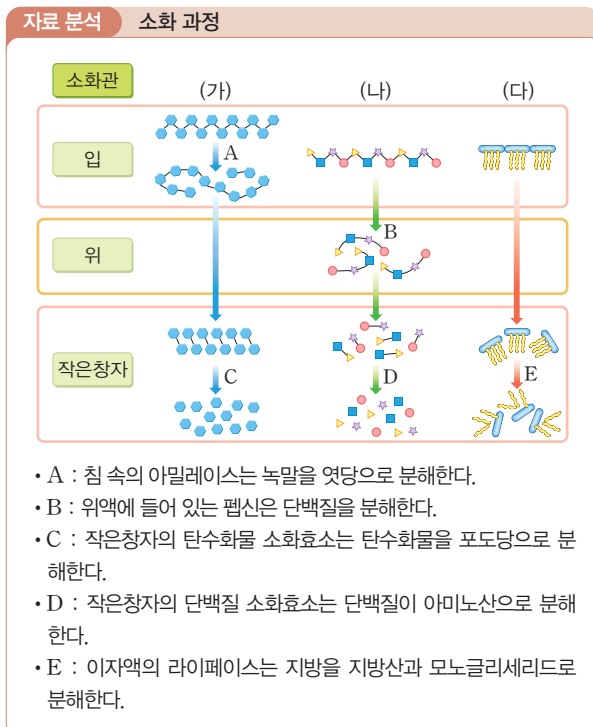 자료 분석 소화 과정
소화관 (가) (나) (다)
입 A
B
위
작은창자 C D E
• A : 침 속의 아밀레이스는 녹말을 엿당으로 분해한다.
• B : 위액에 들어 있는 펩신은 단백질을 분해한다.
• C : 작은창자의 탄수화물 소화효소는 탄수화물을 포도당으로 분
해한다.
• D : 작은창자의 단백질 소화효소는 단백질이 아미노산으로 분해
한다.
• E : 이자액의 라이페이스는 지방을 지방산과 모노글리세리드로
분해한다.